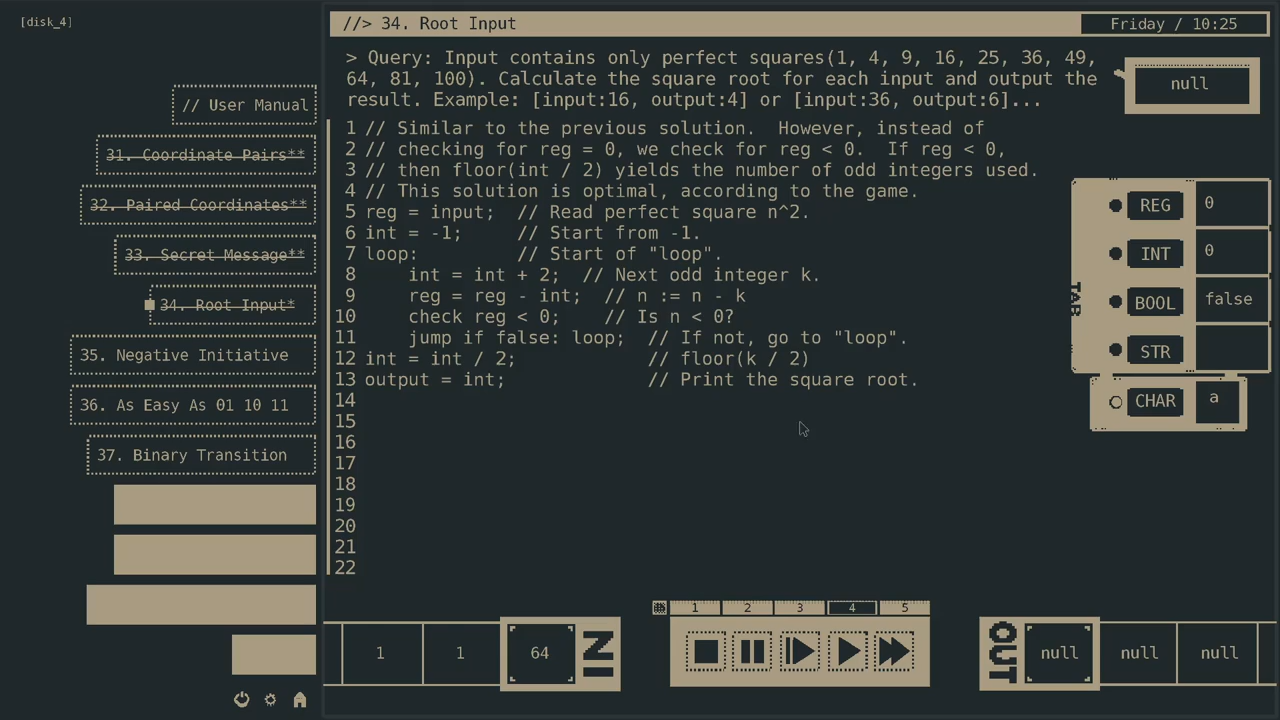 [disk_4]
// User Manual
31. Coordinate Pairs**
32. Paired Coordinates**
33. Secret Message**
34. Root Input*
35. Negative Initiative
36. As Easy As 01 10 11
37. Binary Transition
//> 34. Root Input
Friday / 10:25
> Query: Input contains only perfect squares(1, 4, 9, 16, 25, 36, 49,
64, 81, 100). Calculate the square root for each input and output the
result. Example: [input:16, output:4] or [input:36, output:6]...
null
1 // Similar to the previous solution.  However, instead of
2 // checking for reg = 0, we check for reg < 0.  If reg < 0,
3 // then floor(int / 2) yields the number of odd integers used.
4 // This solution is optimal, according to the game.
5 reg = input;  // Read perfect square n^2.
6 int = -1;     // Start from -1.
7 loop:         // Start of "loop".
8     int = int + 2;  // Next odd integer k.
9     reg = reg - int;  // n := n - k
10     check reg < 0;    // Is n < 0?
11     jump if false: loop;  // If not, go to "loop".
12 int = int / 2;            // floor(k / 2)
13 output = int;             // Print the square root.
14
15
16
17
18
19
20
21
22
TAB
REG 0
INT 0
BOOL false
STR
CHAR a
1 2 3 4 5
1 1 64 IN
OUT null null null